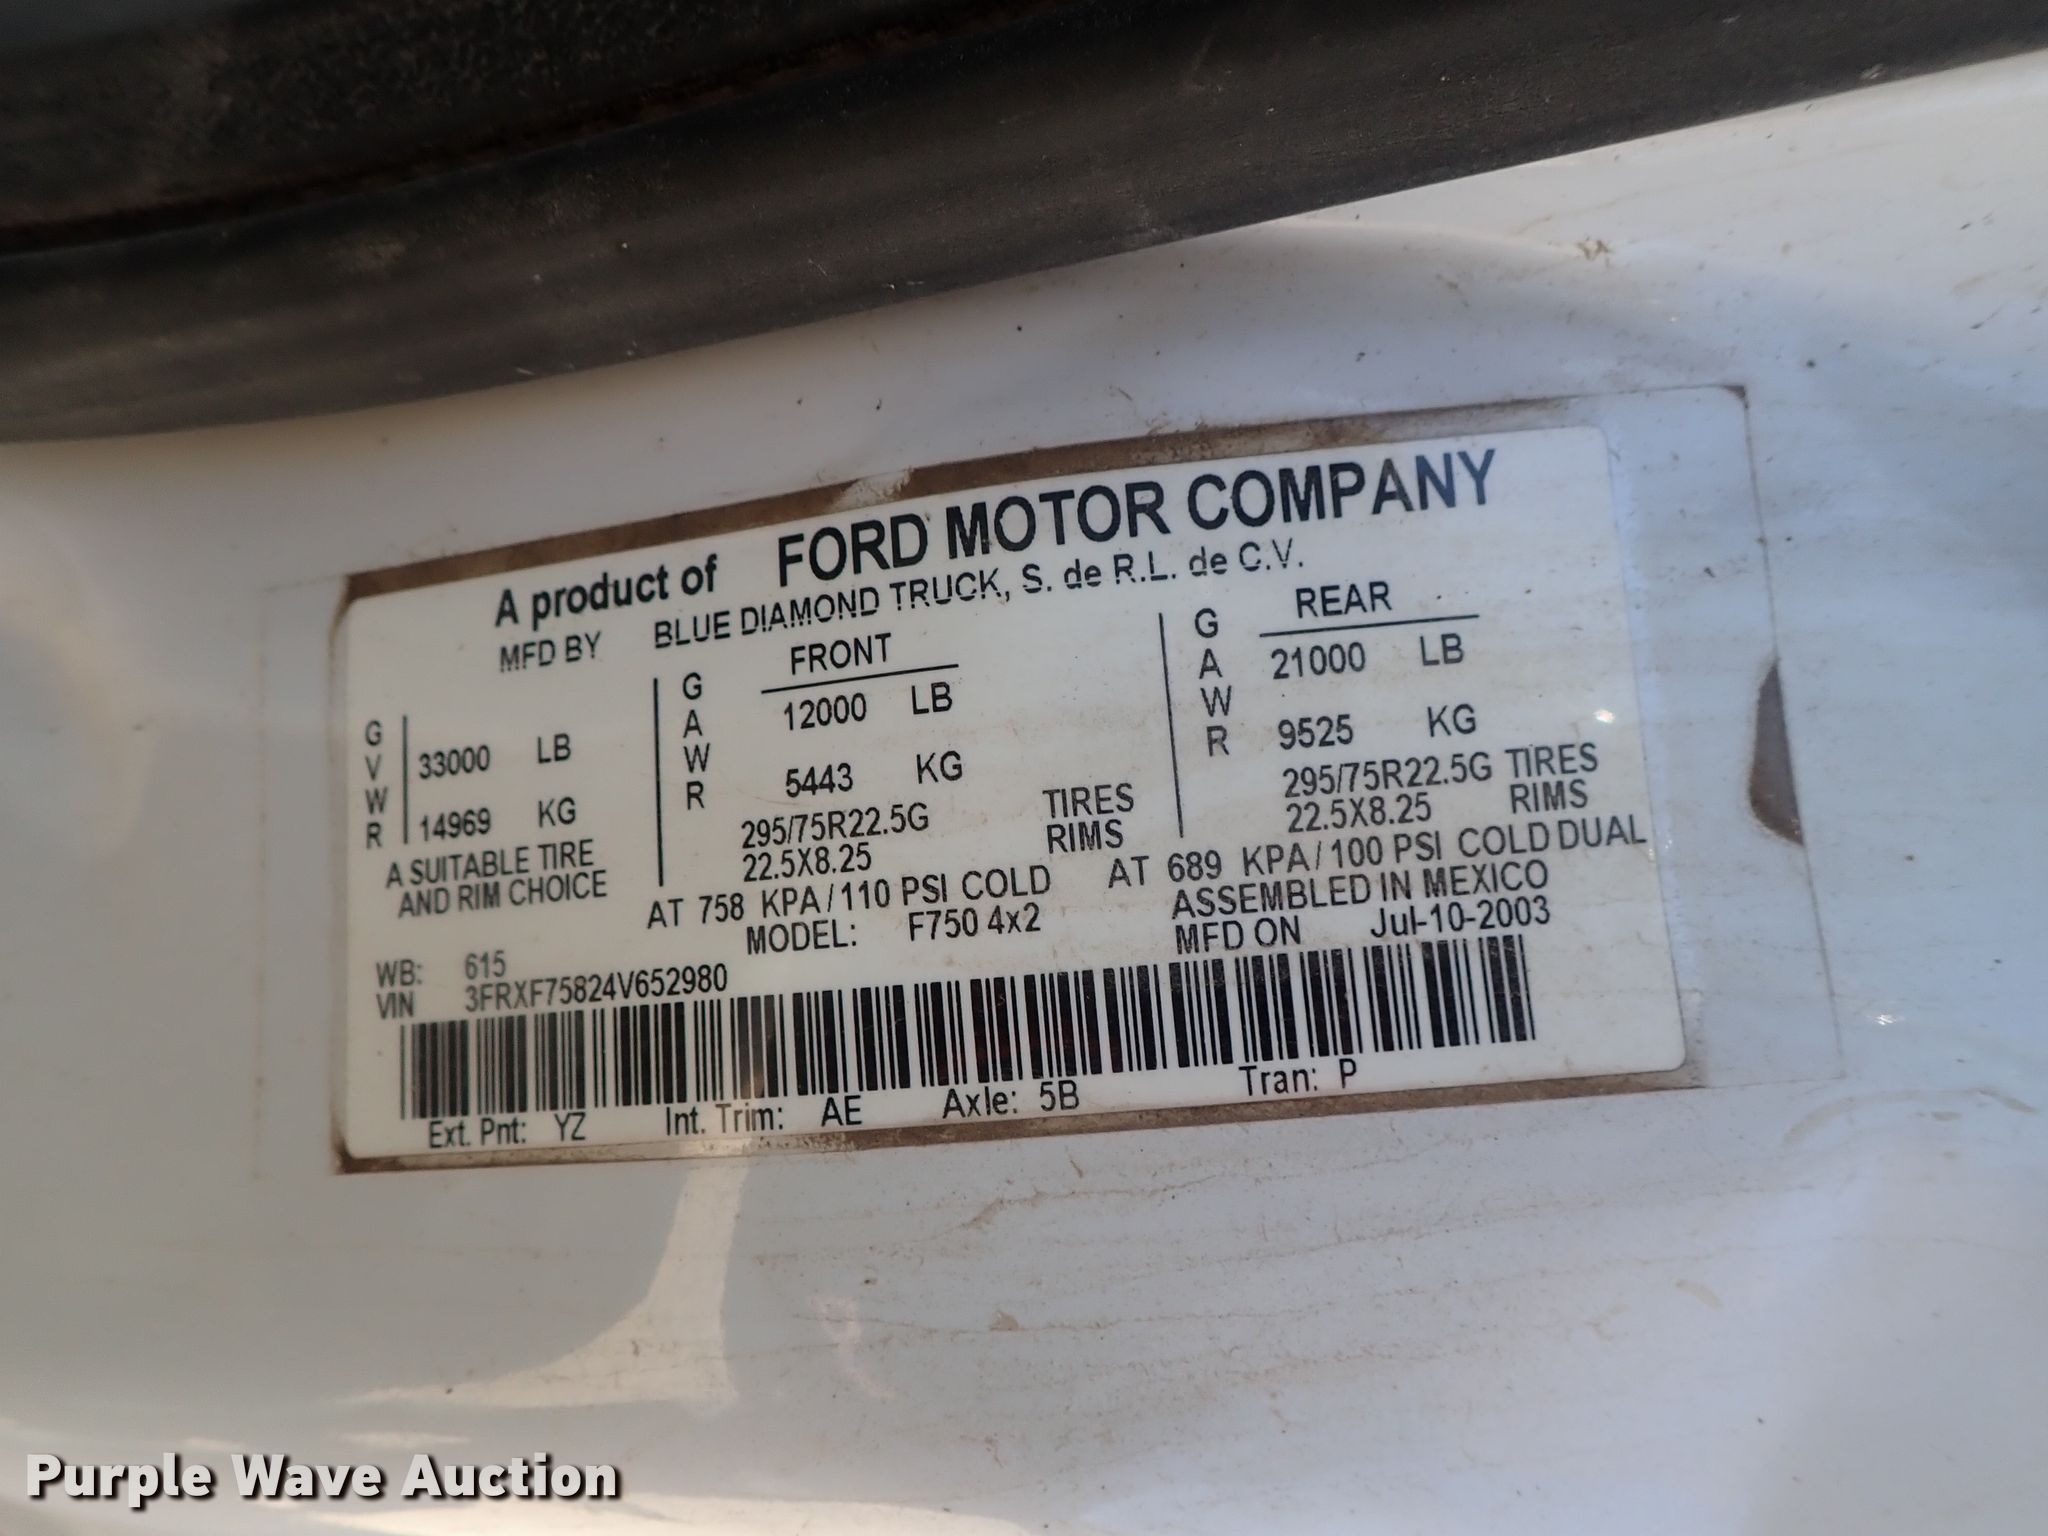 A product of FORD MOTOR COMPANY
MFD BY BLUE DIAMOND TRUCK, S. de R.L. de C.V.
GVWR
33000 LB
14969 KG
A SUITABLE TIRE
AND RIM CHOICE
GAWR
FRONT
12000 LB
5443 KG
295/75R22.5G TIRES
22.5X8.25 RIMS
AT 758 KPA/110 PSI COLD
GAWR
REAR
21000 LB
9525 KG
295/75R22.5G TIRES
22.5X8.25 RIMS
AT 689 KPA/100 PSI COLD DUAL
ASSEMBLED IN MEXICO
MODEL: F750 4x2
MFD ON Jul-10-2003
WB: 615
VIN 3FRXF75824V652980
Ext. Pnt: YZ Int. Trim: AE Axle: 5B Tran: P
Purple Wave Auction